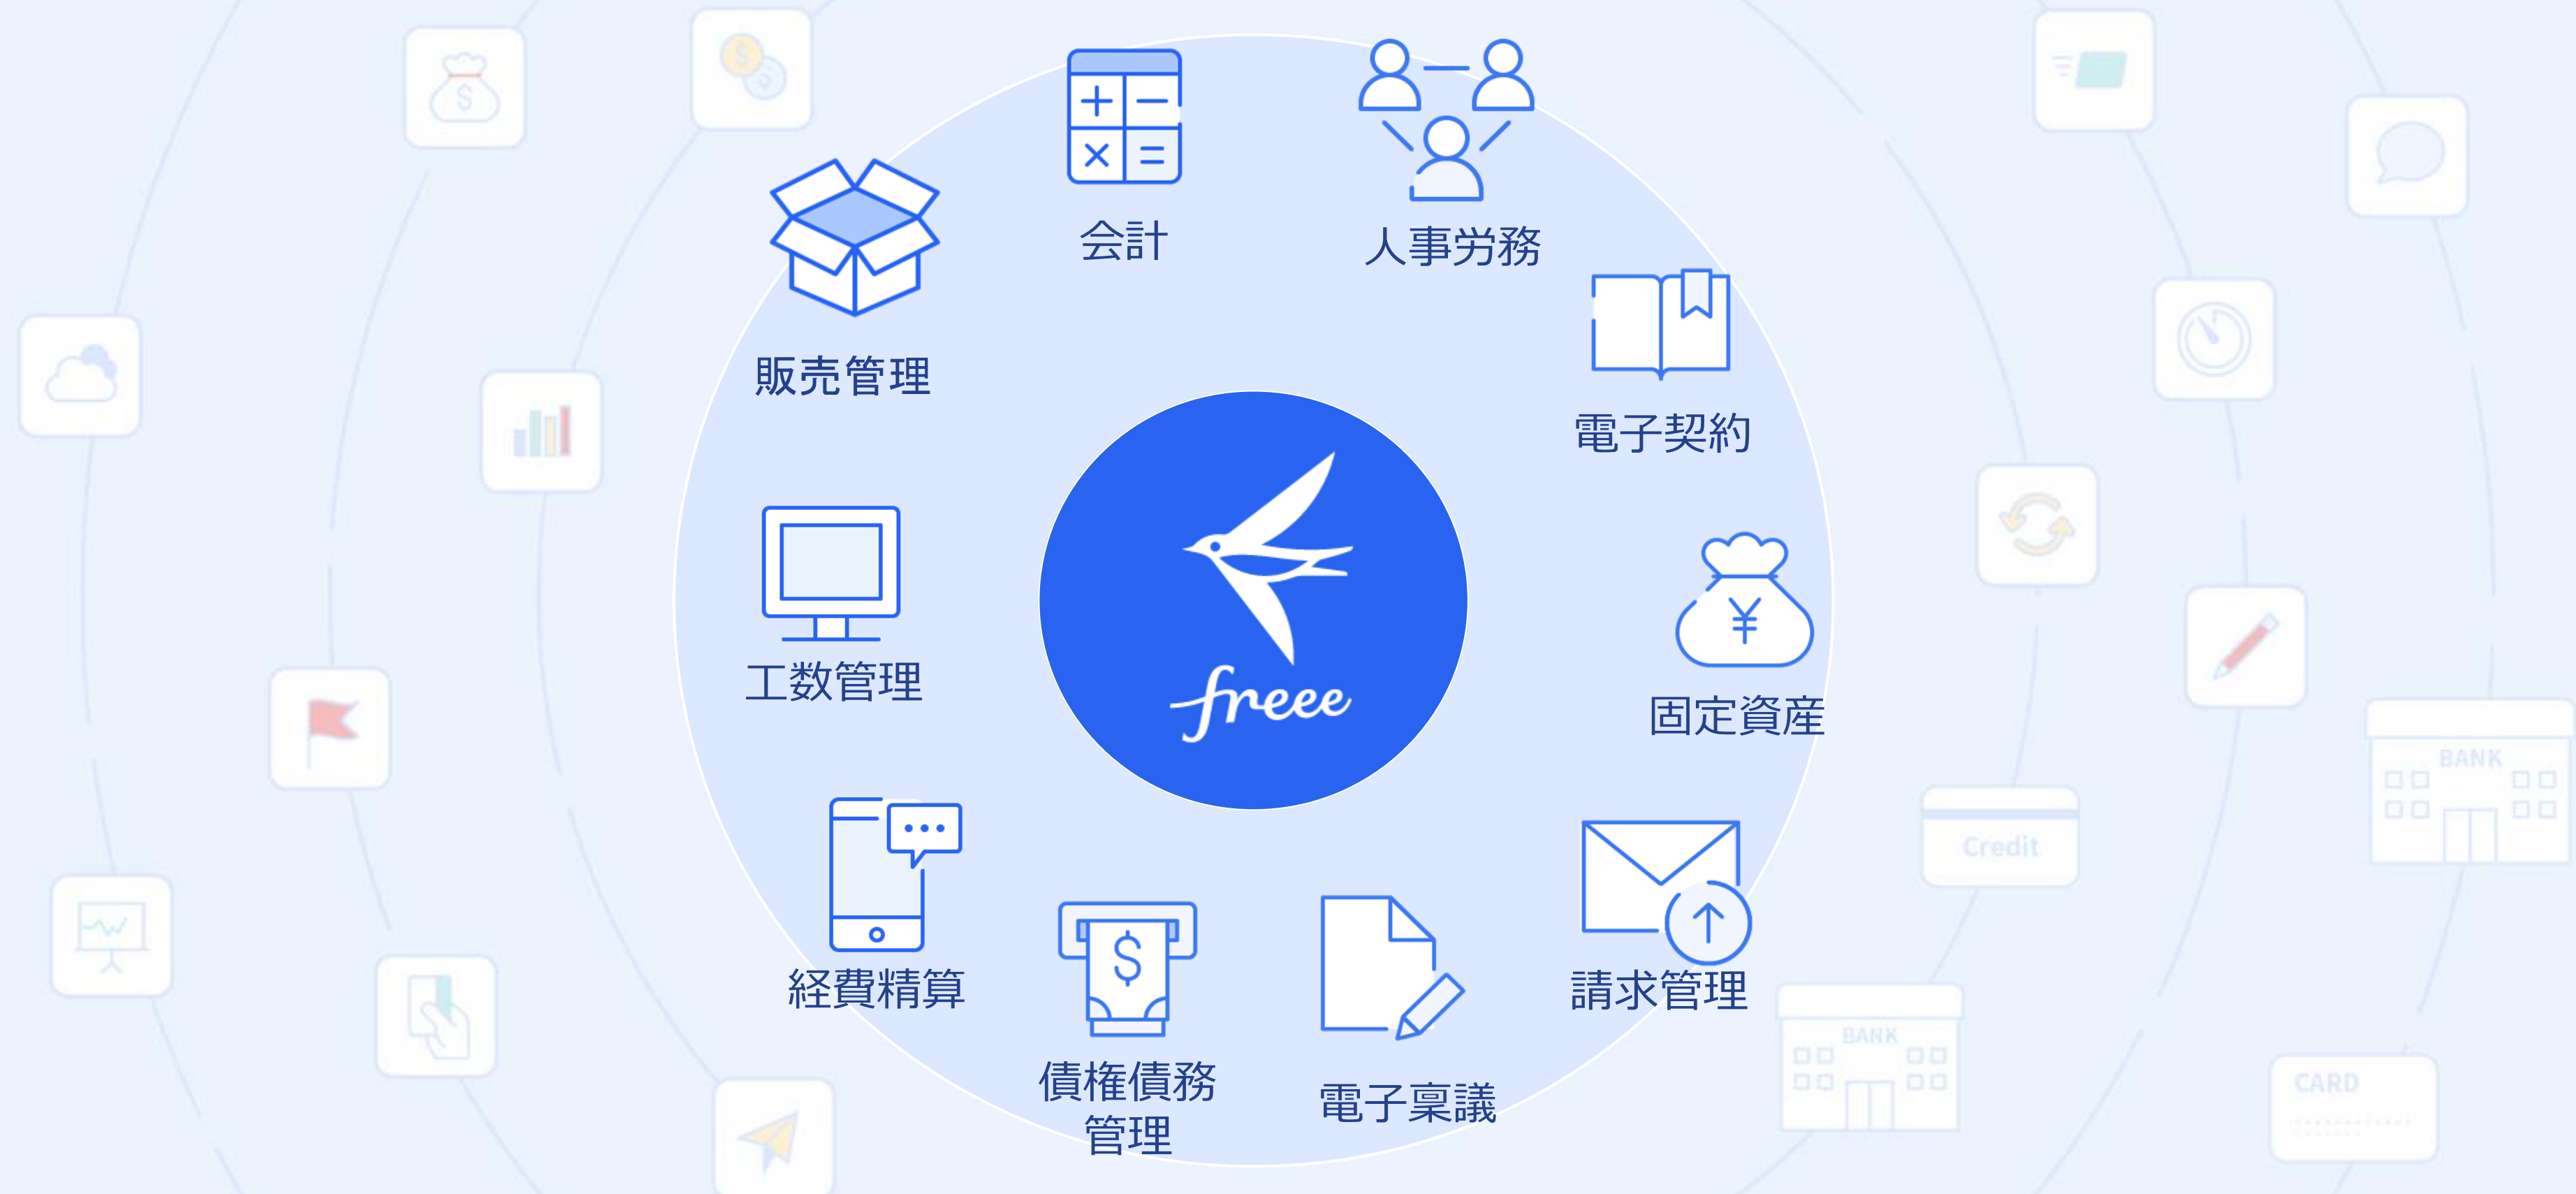 会計
人事労務
販売管理
電子契約
工数管理
freee
固定資産
BANK
Credit
経費精算
請求管理
BANK
債権債務
管理
電子稟議
CARD